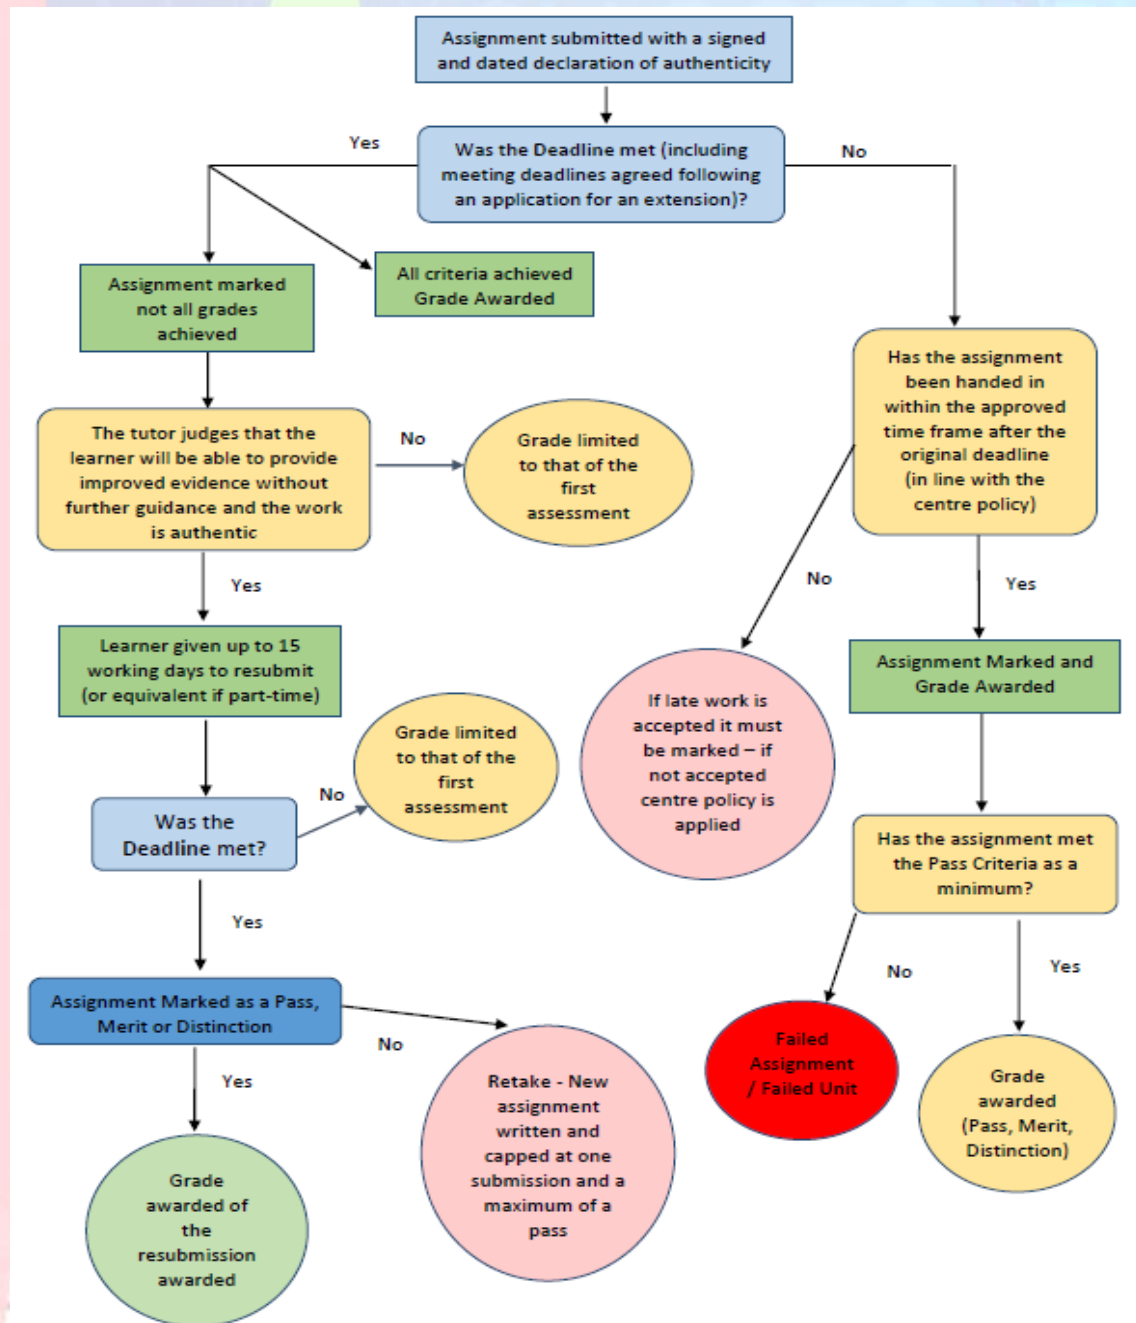 Assignment submitted with a signed
and dated declaration of authenticity
Yes
Was the Deadline met (including
meeting deadlines agreed following
an application for an extension)?
No
Assignment marked
not all grades
achieved
All criteria achieved
Grade Awarded
Has the assignment
been handed in
within the approved
time frame after the
original deadline
(in line with the
centre policy)
The tutor judges that the
learner will be able to provide
improved evidence without
further guidance and the work
is authentic
No
Grade limited
to that of the
first
assessment
Yes
No
Yes
Learner given up to 15
working days to resubmit
(or equivalent if part-time)
If late work is
accepted it must
be marked – if
not accepted
centre policy is
applied
Assignment Marked and
Grade Awarded
Grade limited
to that of the
first
assessment
No
Was the
Deadline met?
Has the assignment met
the Pass Criteria as a
minimum?
Yes
No
Yes
Assignment Marked as a Pass,
Merit or Distinction
No
Yes
Retake - New
assignment
written and
capped at one
submission and a
maximum of a
pass
Failed
Assignment
/ Failed Unit
Grade
awarded
(Pass, Merit,
Distinction)
Grade
awarded of
the
resubmission
awarded